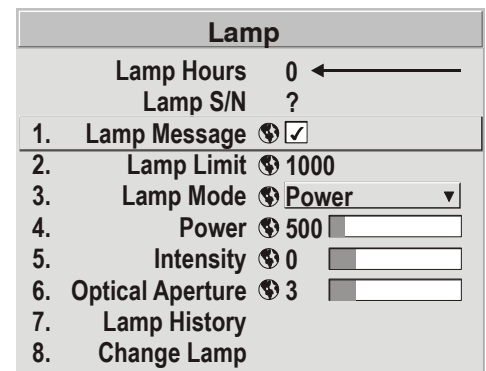 Lamp
Lamp Hours 0
Lamp S/N ?
1. Lamp Message ✓
2. Lamp Limit 1000
3. Lamp Mode Power ▼
4. Power 500
5. Intensity 0
6. Optical Aperture 3
7. Lamp History
8. Change Lamp